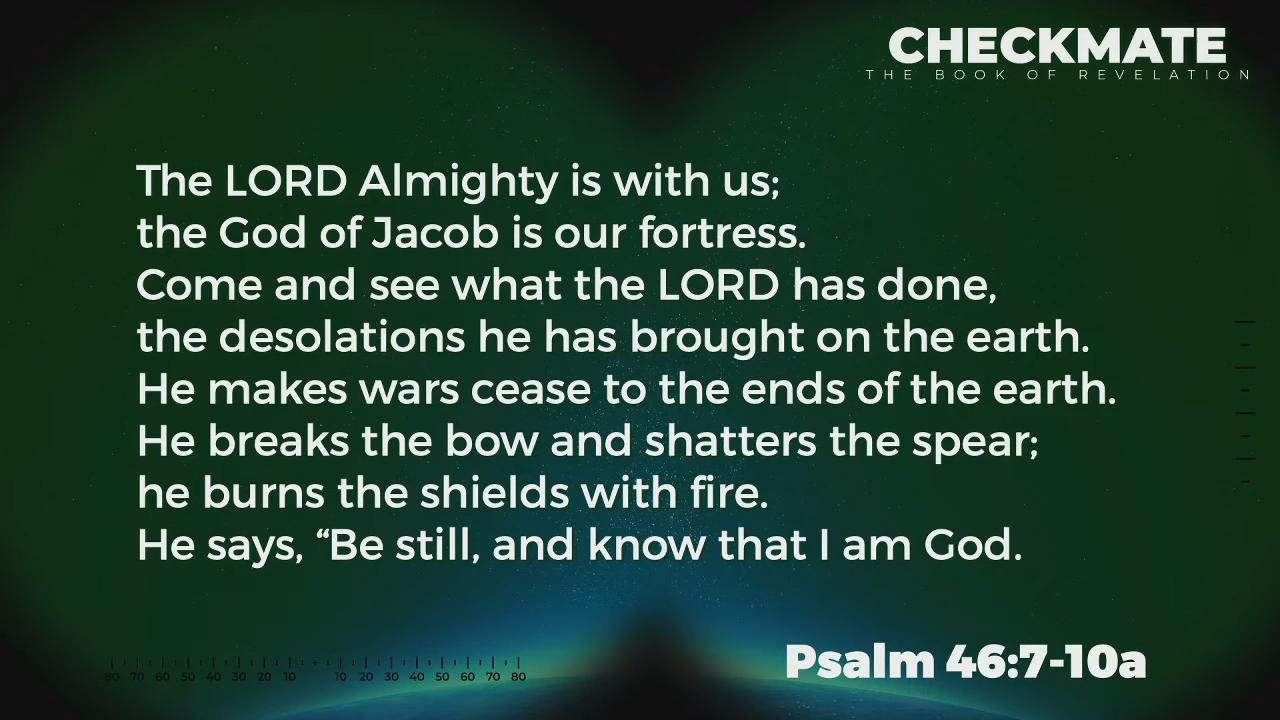 CHECKMATE
THE BOOK OF REVELATION
The LORD Almighty is with us;
the God of Jacob is our fortress.
Come and see what the LORD has done,
the desolations he has brought on the earth.
He makes wars cease to the ends of the earth.
He breaks the bow and shatters the spear;
he burns the shields with fire.
He says, “Be still, and know that I am God.
Psalm 46:7-10a
80 70 60 50 40 30 20 10 10 20 30 40 50 60 70 80